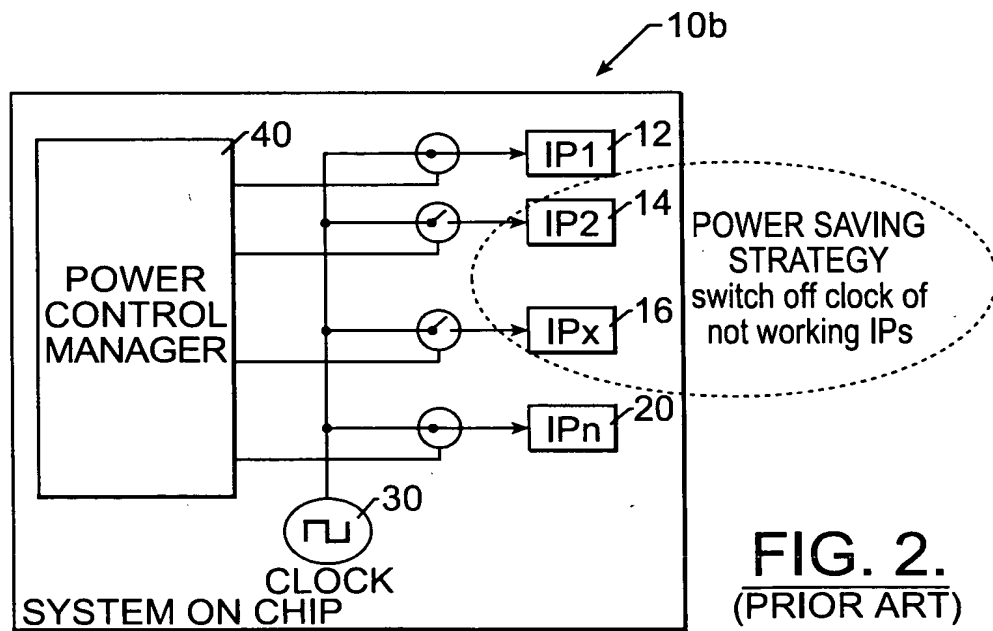 10b
40
POWER
CONTROL
MANAGER
IP1
12
IP2
14
IPx
16
IPn
20
POWER SAVING
STRATEGY
switch off clock of
not working IPs
30
CLOCK
SYSTEM ON CHIP
FIG. 2.
(PRIOR ART)